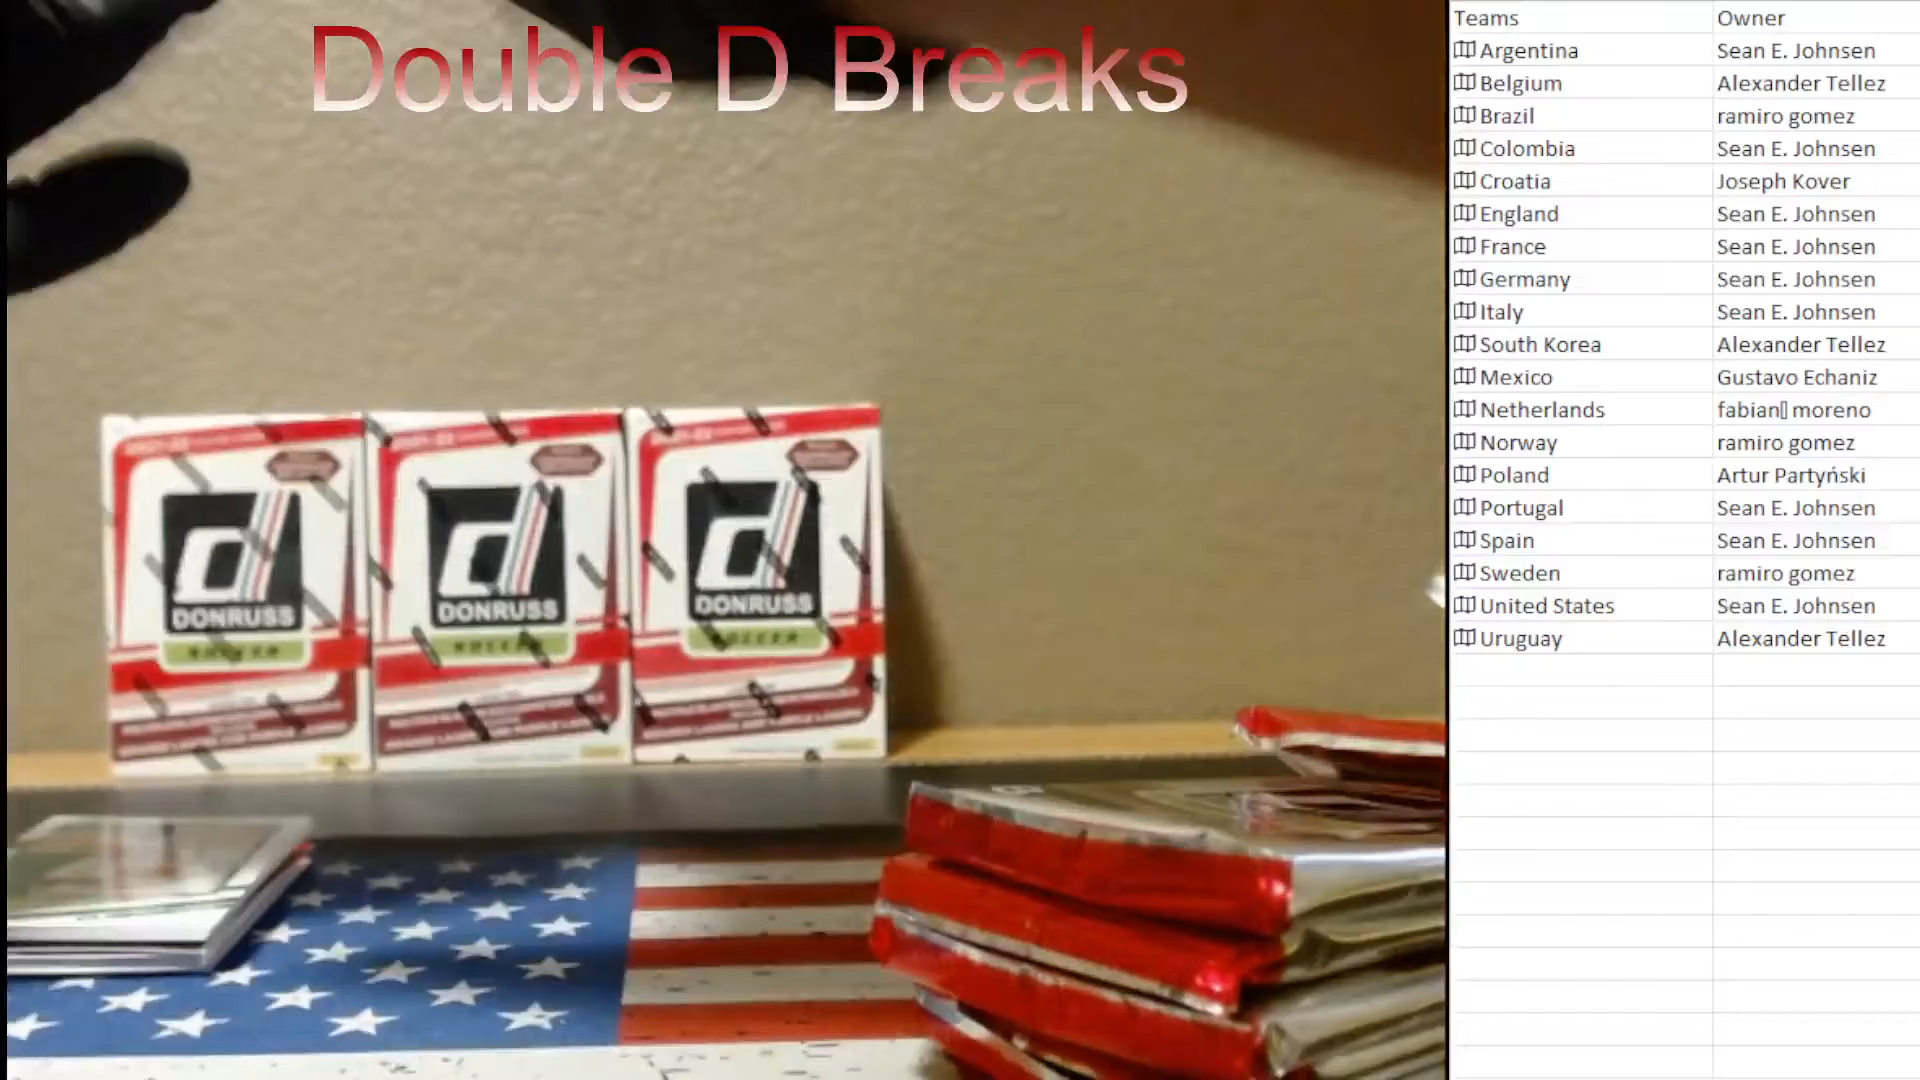 Double D Breaks
Teams Owner
Argentina Sean E. Johnsen
Belgium Alexander Tellez
Brazil ramiro gomez
Colombia Sean E. Johnsen
Croatia Joseph Kover
England Sean E. Johnsen
France Sean E. Johnsen
Germany Sean E. Johnsen
Italy Sean E. Johnsen
South Korea Alexander Tellez
Mexico Gustavo Echaniz
Netherlands fabian▯ moreno
Norway ramiro gomez
Poland Artur Partyński
Portugal Sean E. Johnsen
Spain Sean E. Johnsen
Sweden ramiro gomez
United States Sean E. Johnsen
Uruguay Alexander Tellez
d d d
DONRUSS DONRUSS DONRUSS
SOCCER SOCCER SOCCER